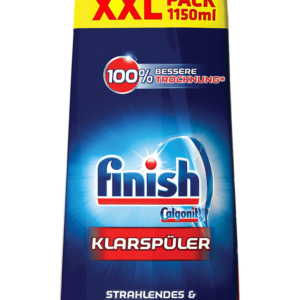 XXL PACK
1150ml
100% BESSERE
TROCKNUNG*
finish
Calgonit
KLARSPÜLER
STRAHLENDES &